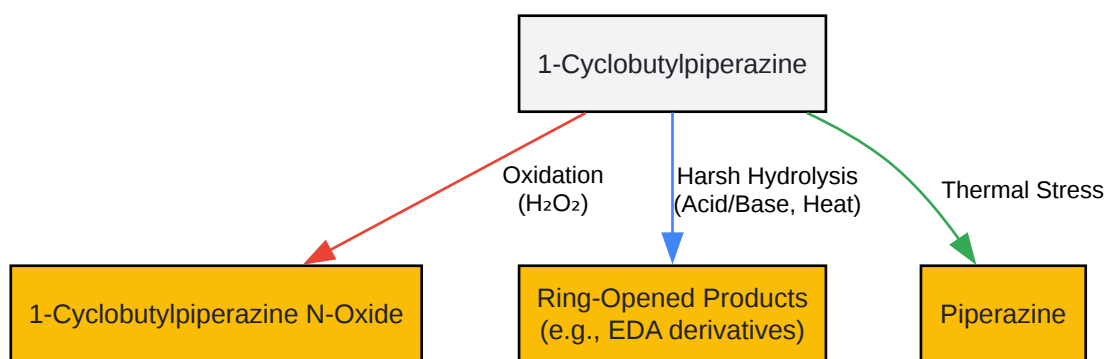 1-Cyclobutylpiperazine
Oxidation
(H₂O₂)
Harsh Hydrolysis
(Acid/Base, Heat)
Thermal Stress
1-Cyclobutylpiperazine N-Oxide
Ring-Opened Products
(e.g., EDA derivatives)
Piperazine